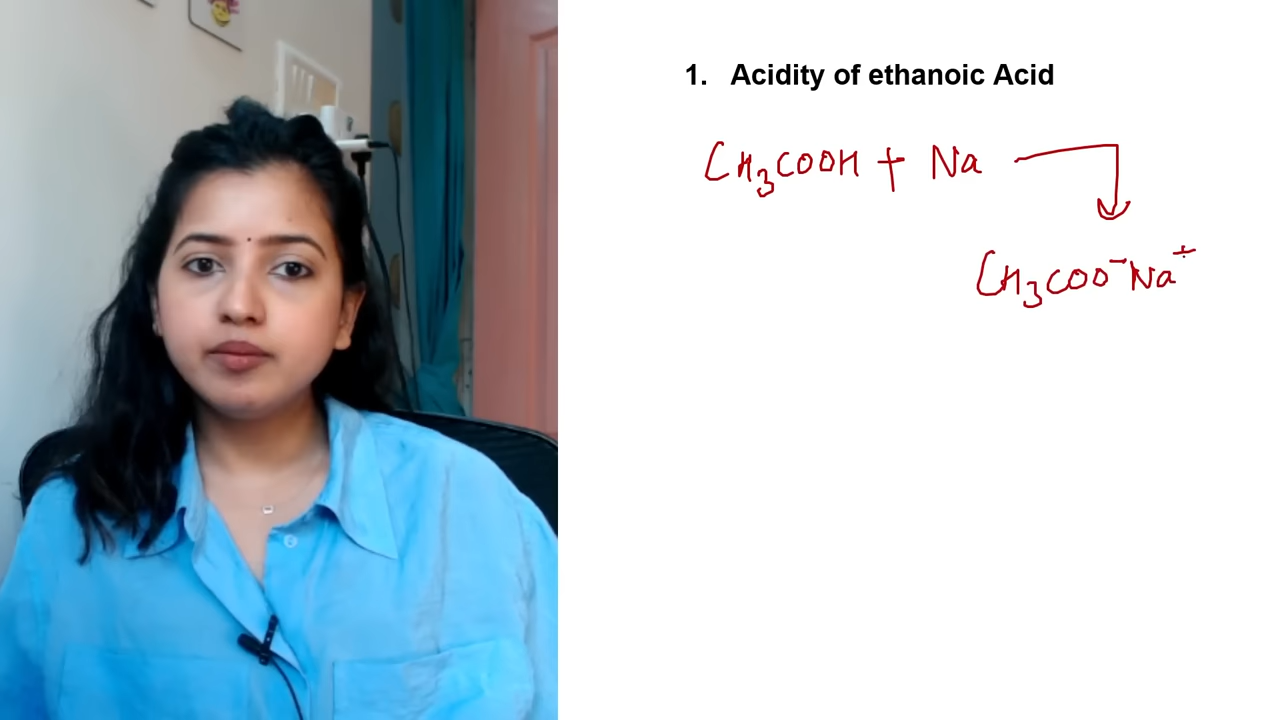 1. Acidity of ethanoic Acid
CH3COOH + Na
CH3COO⁻Na⁺